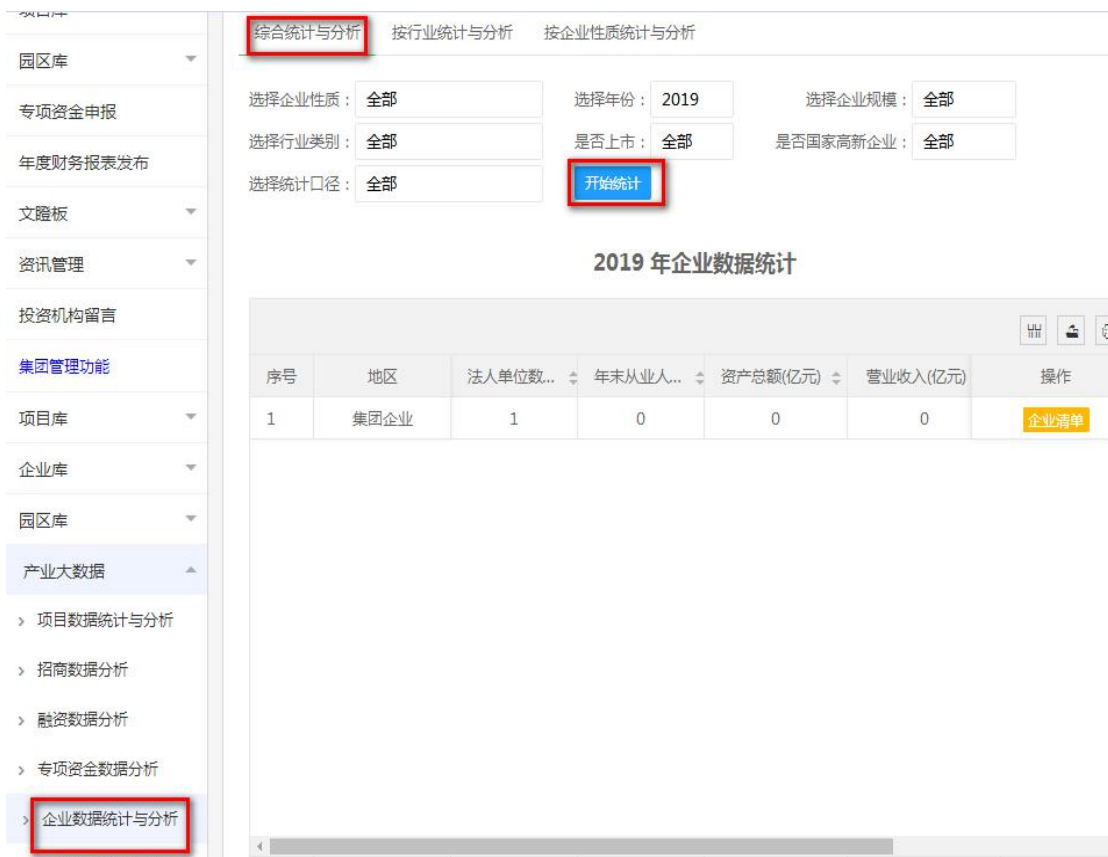 园区库
专项资金申报
年度财务报表发布
文瞪板
资讯管理
投资机构留言
集团管理功能
项目库
企业库
园区库
产业大数据
项目数据统计与分析
招商数据分析
融资数据分析
专项资金数据分析
企业数据统计与分析
综合统计与分析 按行业统计与分析 按企业性质统计与分析
选择企业性质： 全部 选择年份： 2019 选择企业规模： 全部
选择行业类别： 全部 是否上市： 全部 是否国家高新企业： 全部
选择统计口径： 全部 开始统计
2019 年企业数据统计
序号 地区 法人单位数... 年末从业人... 资产总额(亿元) 营业收入(亿元) 操作
1 集团企业 1 0 0 0 企业清单